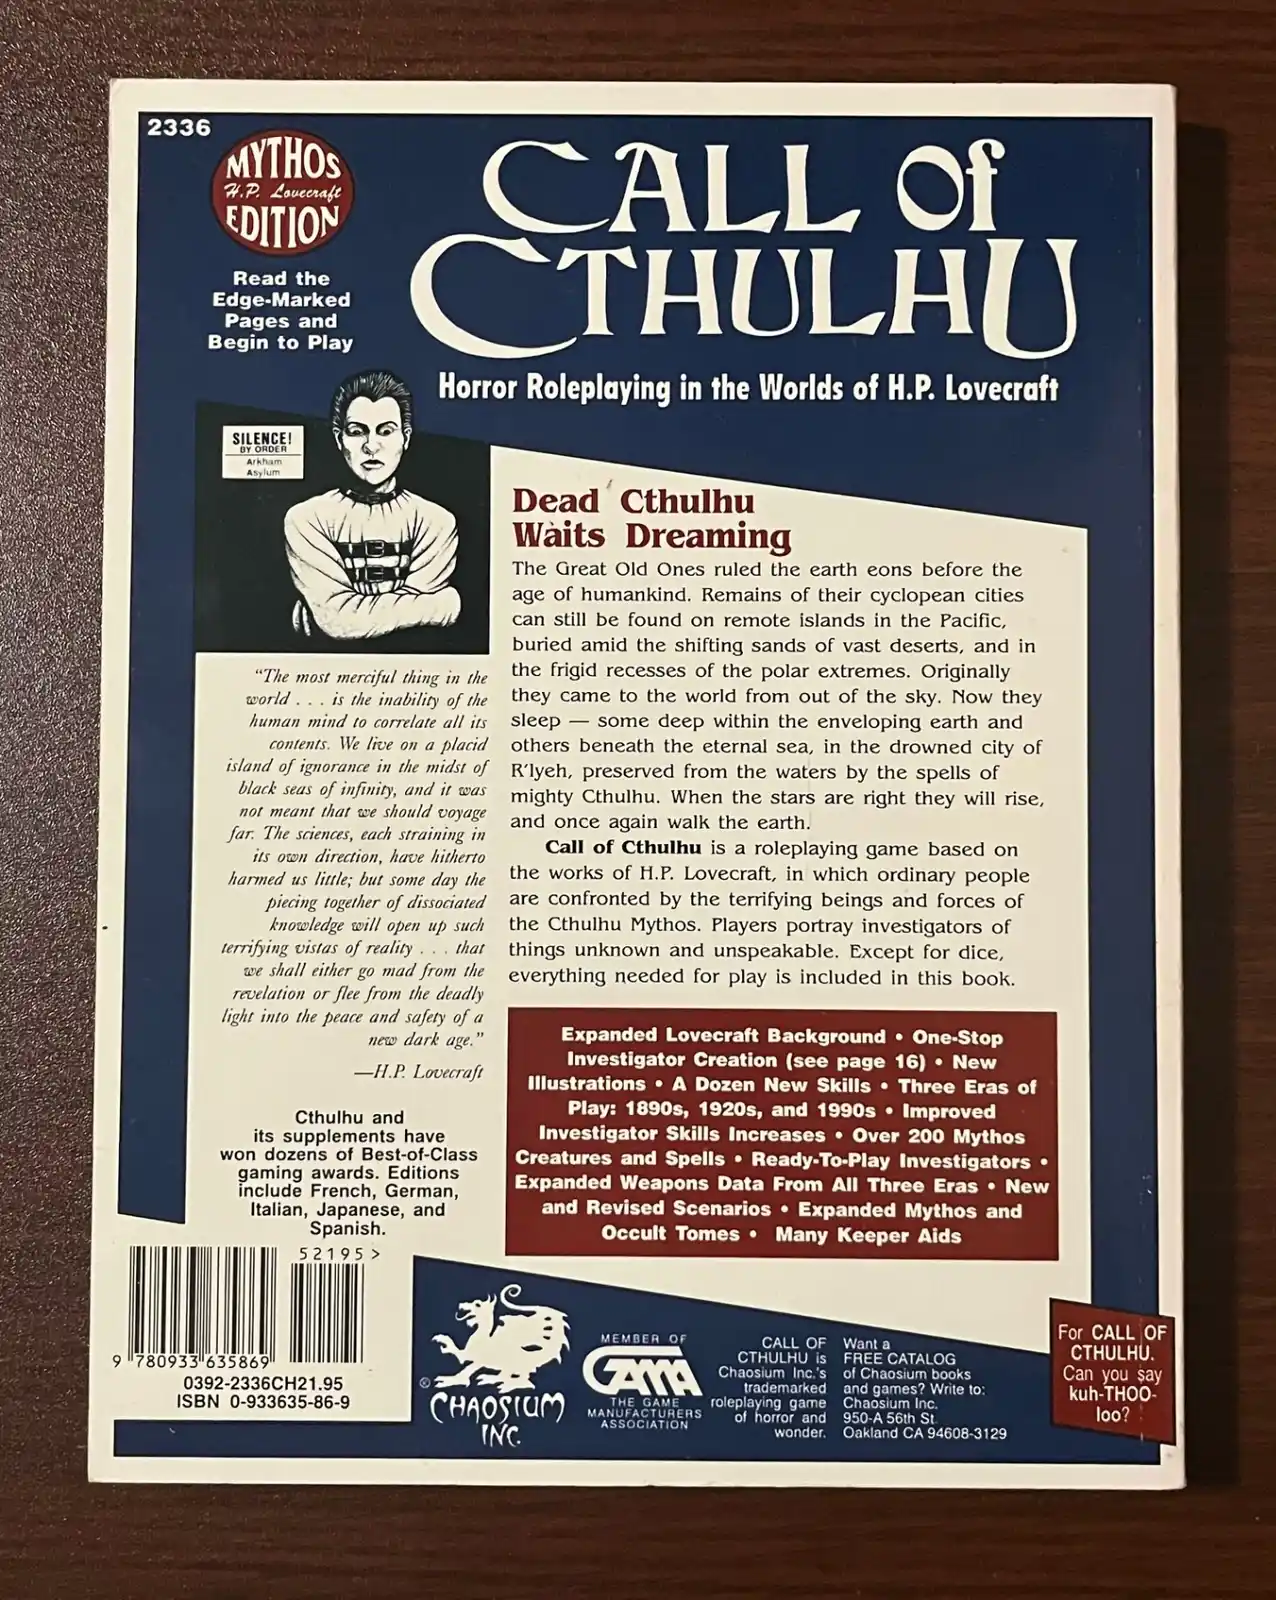 2336
MYTHOS
H.P. Lovecraft
EDITION
Read the
Edge-Marked
Pages and
Begin to Play
CALL OF
CTHULHU
Horror Roleplaying in the Worlds of H.P. Lovecraft
SILENCE!
BY ORDER
Arkham
Asylum
"The most merciful thing in the
world . . . is the inability of the
human mind to correlate all its
contents. We live on a placid
island of ignorance in the midst of
black seas of infinity, and it was
not meant that we should voyage
far. The sciences, each straining in
its own direction, have hitherto
harmed us little; but some day the
piecing together of dissociated
knowledge will open up such
terrifying vistas of reality . . . that
we shall either go mad from the
revelation or flee from the deadly
light into the peace and safety of a
new dark age."
—H.P. Lovecraft
Cthulhu and
its supplements have
won dozens of Best-of-Class
gaming awards. Editions
include French, German,
Italian, Japanese, and
Spanish.
Dead Cthulhu
Waits Dreaming
The Great Old Ones ruled the earth eons before the
age of humankind. Remains of their cyclopean cities
can still be found on remote islands in the Pacific,
buried amid the shifting sands of vast deserts, and in
the frigid recesses of the polar extremes. Originally
they came to the world from out of the sky. Now they
sleep — some deep within the enveloping earth and
others beneath the eternal sea, in the drowned city of
R'lyeh, preserved from the waters by the spells of
mighty Cthulhu. When the stars are right they will rise,
and once again walk the earth.
Call of Cthulhu is a roleplaying game based on
the works of H.P. Lovecraft, in which ordinary people
are confronted by the terrifying beings and forces of
the Cthulhu Mythos. Players portray investigators of
things unknown and unspeakable. Except for dice,
everything needed for play is included in this book.
Expanded Lovecraft Background • One-Stop
Investigator Creation (see page 16) • New
Illustrations • A Dozen New Skills • Three Eras of
Play: 1890s, 1920s, and 1990s • Improved
Investigator Skills Increases • Over 200 Mythos
Creatures and Spells • Ready-To-Play Investigators •
Expanded Weapons Data From All Three Eras • New
and Revised Scenarios • Expanded Mythos and
Occult Tomes • Many Keeper Aids
52195>
9 780933 635869
0392-2336CH21.95
ISBN 0-933635-86-9
©
CHAOSIUM
INC.
MEMBER OF
GAMA
THE GAME
MANUFACTURERS
ASSOCIATION
CALL OF
CTHULHU is
Chaosium Inc.'s
trademarked
roleplaying game
of horror and
wonder.
Want a
FREE CATALOG
of Chaosium books
and games? Write to:
Chaosium Inc.
950-A 56th St.
Oakland CA 94608-3129
For CALL OF
CTHULHU.
Can you say
kuh-THOO-
loo?